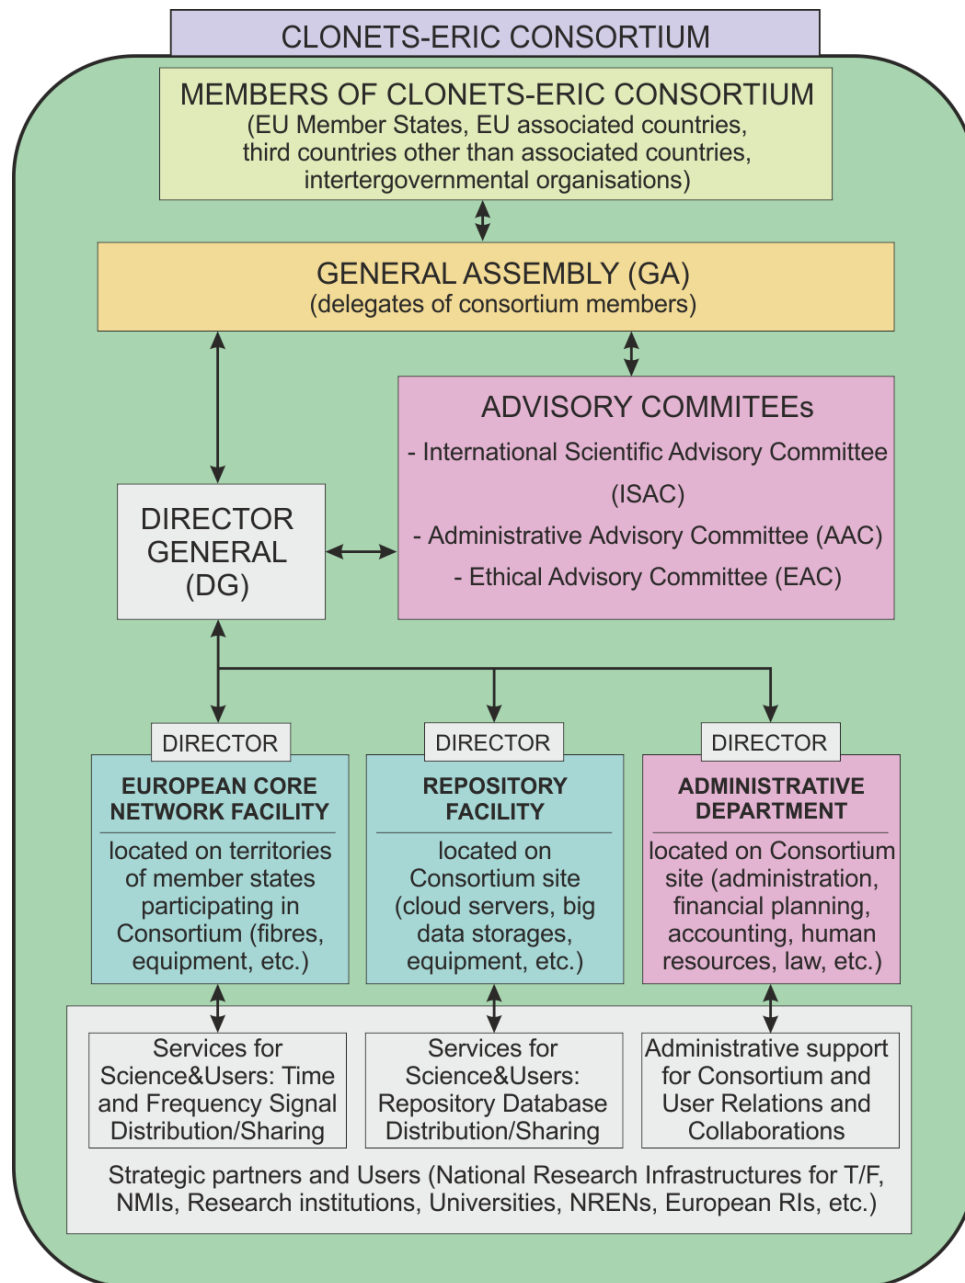 CLONETS-ERIC CONSORTIUM
MEMBERS OF CLONETS-ERIC CONSORTIUM
(EU Member States, EU associated countries,
third countries other than associated countries,
intertergovernmental organisations)
GENERAL ASSEMBLY (GA)
(delegates of consortium members)
ADVISORY COMMITEEs
- International Scientific Advisory Committee
(ISAC)
- Administrative Advisory Committee (AAC)
- Ethical Advisory Committee (EAC)
DIRECTOR
GENERAL
(DG)
DIRECTOR
EUROPEAN CORE
NETWORK FACILITY
located on territories
of member states
participating in
Consortium (fibres,
equipment, etc.)
DIRECTOR
REPOSITORY
FACILITY
located on
Consortium site
(cloud servers, big
data storages,
equipment, etc.)
DIRECTOR
ADMINISTRATIVE
DEPARTMENT
located on Consortium
site (administration,
financial planning,
accounting, human
resources, law, etc.)
Services for
Science&Users: Time
and Frequency Signal
Distribution/Sharing
Services for
Science&Users:
Repository Database
Distribution/Sharing
Administrative support
for Consortium and
User Relations and
Collaborations
Strategic partners and Users (National Research Infrastructures for T/F,
NMIs, Research institutions, Universities, NRENs, European RIs, etc.)